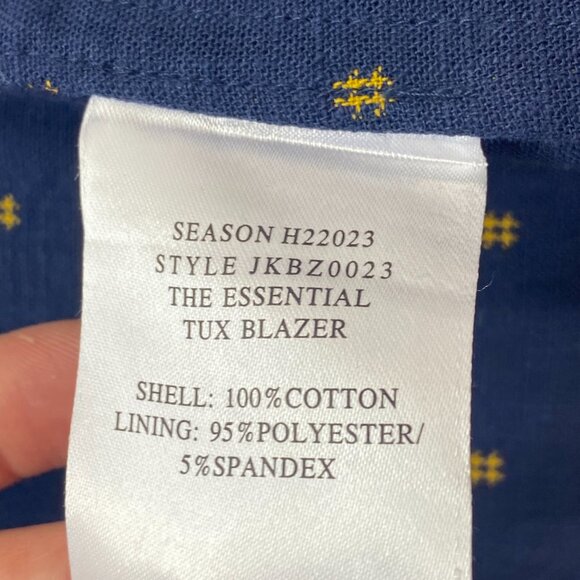 SEASON H22023
STYLE JKBZ0023
THE ESSENTIAL
TUX BLAZER
SHELL: 100%COTTON
LINING: 95%POLYESTER/
5%SPANDEX